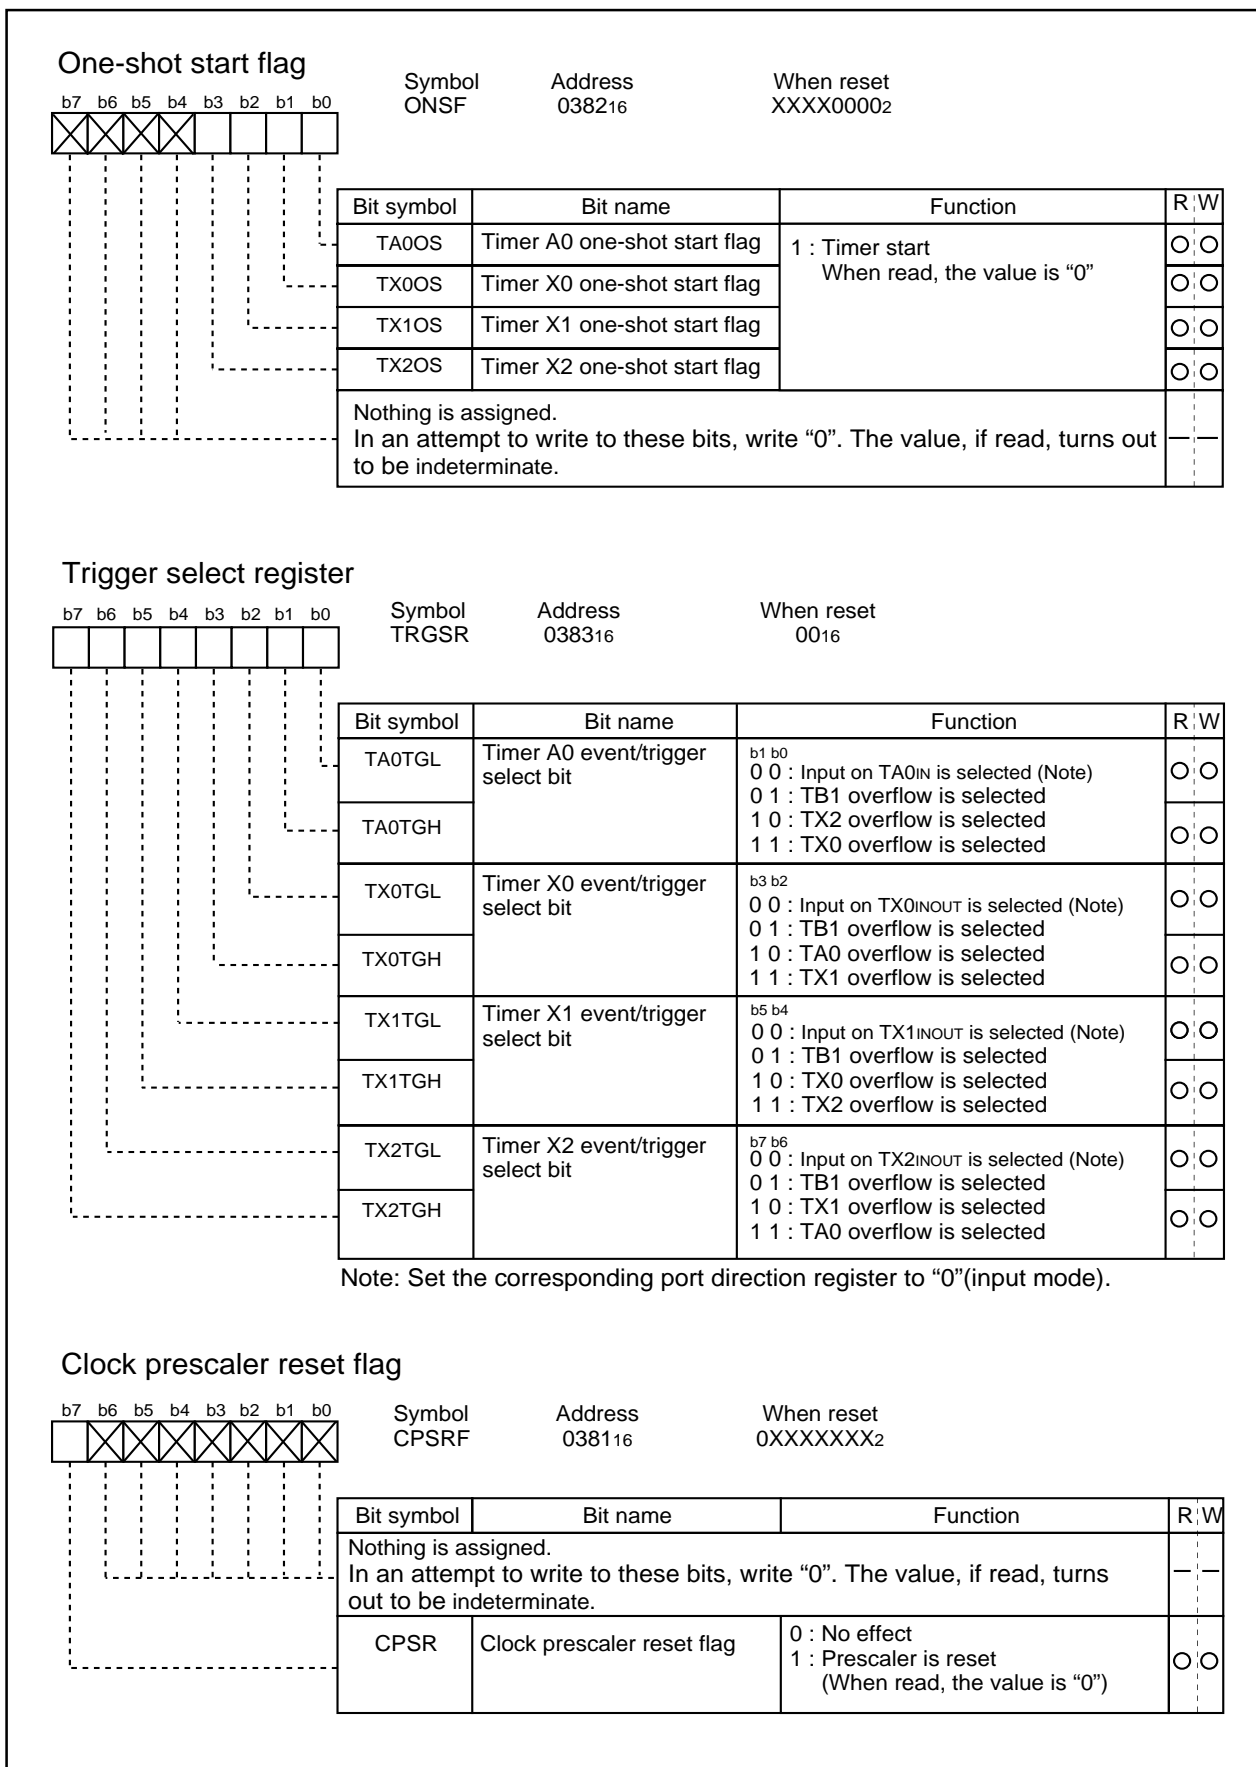 One-shot start flag
Symbol Address When reset
ONSF 038216 XXXX00002
b7 b6 b5 b4 b3 b2 b1 b0
Bit symbol Bit name Function R W
TA0OS Timer A0 one-shot start flag 1 : Timer start
When read, the value is “0”
TX0OS Timer X0 one-shot start flag
TX1OS Timer X1 one-shot start flag
TX2OS Timer X2 one-shot start flag
Nothing is assigned.
In an attempt to write to these bits, write “0”. The value, if read, turns out
to be indeterminate.
Trigger select register
Symbol Address When reset
TRGSR 038316 0016
b7 b6 b5 b4 b3 b2 b1 b0
Bit symbol Bit name Function R W
TA0TGL Timer A0 event/trigger
select bit
b1 b0
0 0 : Input on TA0IN is selected (Note)
0 1 : TB1 overflow is selected
TA0TGH 1 0 : TX2 overflow is selected
1 1 : TX0 overflow is selected
TX0TGL Timer X0 event/trigger
select bit
b3 b2
0 0 : Input on TX0INOUT is selected (Note)
0 1 : TB1 overflow is selected
TX0TGH 1 0 : TA0 overflow is selected
1 1 : TX1 overflow is selected
TX1TGL Timer X1 event/trigger
select bit
b5 b4
0 0 : Input on TX1INOUT is selected (Note)
0 1 : TB1 overflow is selected
TX1TGH 1 0 : TX0 overflow is selected
1 1 : TX2 overflow is selected
TX2TGL Timer X2 event/trigger
select bit
b7 b6
0 0 : Input on TX2INOUT is selected (Note)
0 1 : TB1 overflow is selected
TX2TGH 1 0 : TX1 overflow is selected
1 1 : TA0 overflow is selected
Note: Set the corresponding port direction register to “0”(input mode).
Clock prescaler reset flag
b7 b6 b5 b4 b3 b2 b1 b0
Symbol Address When reset
CPSRF 038116 0XXXXXXX2
Bit symbol Bit name Function R W
Nothing is assigned.
In an attempt to write to these bits, write “0”. The value, if read, turns
out to be indeterminate.
CPSR Clock prescaler reset flag 0 : No effect
1 : Prescaler is reset
(When read, the value is “0”)